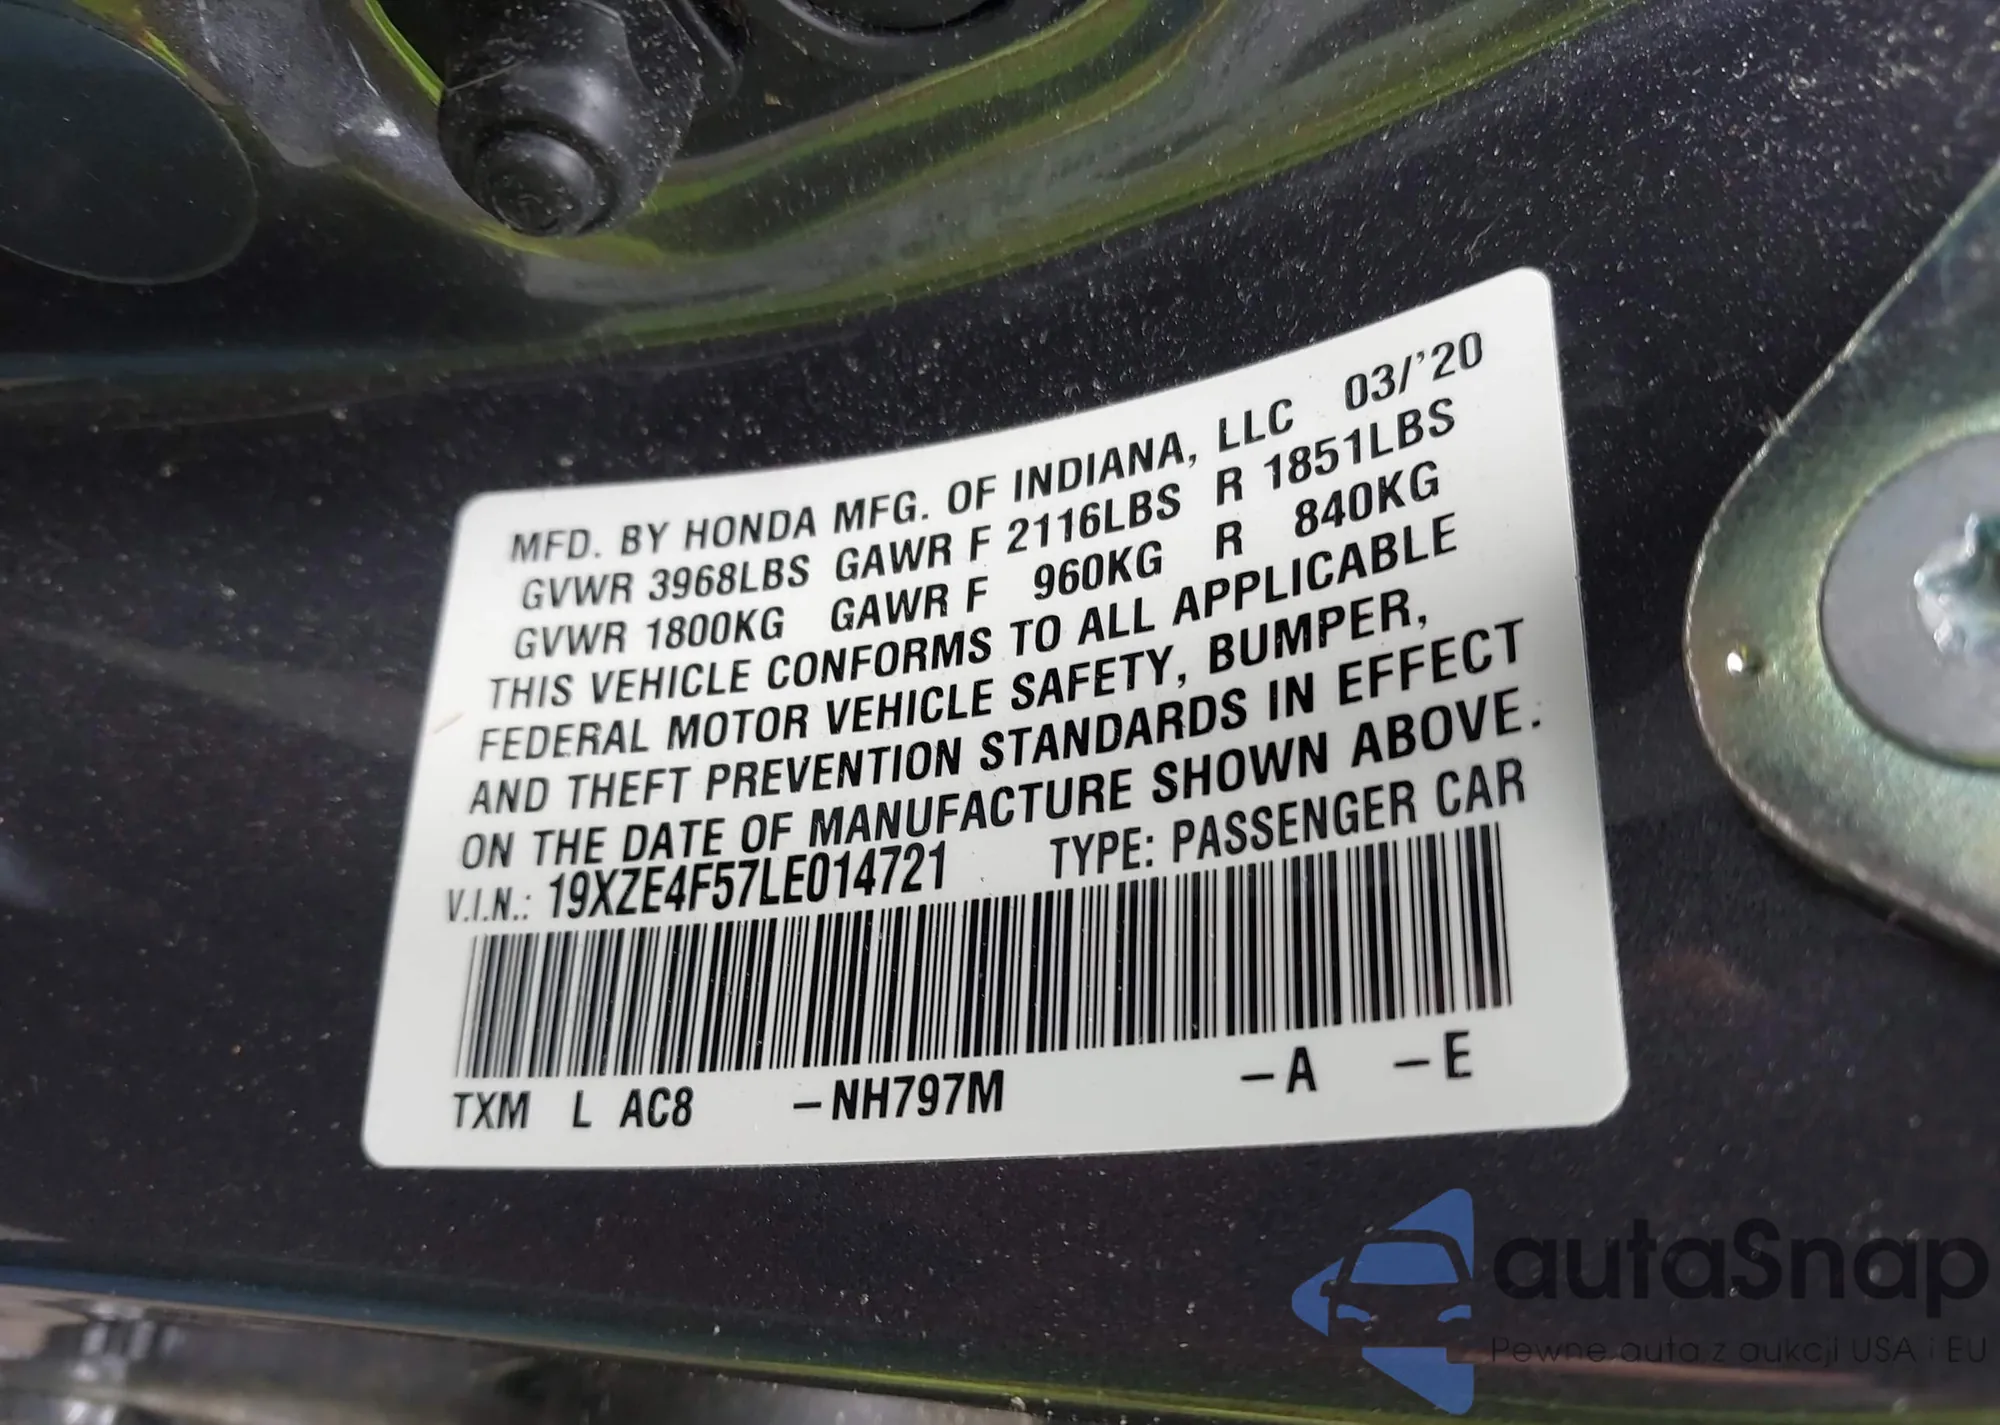 MFD. BY HONDA MFG. OF INDIANA, LLC 03/'20
GVWR 3968LBS GAWR F 2116LBS R 1851LBS
GVWR 1800KG GAWR F 960KG R 840KG
THIS VEHICLE CONFORMS TO ALL APPLICABLE
FEDERAL MOTOR VEHICLE SAFETY, BUMPER,
AND THEFT PREVENTION STANDARDS IN EFFECT
ON THE DATE OF MANUFACTURE SHOWN ABOVE.
V.I.N.: 19XZE4F57LE014721 TYPE: PASSENGER CAR
TXM L AC8 –NH797M –A –E
autaSnap
Pewne auta z aukcji USA i EU